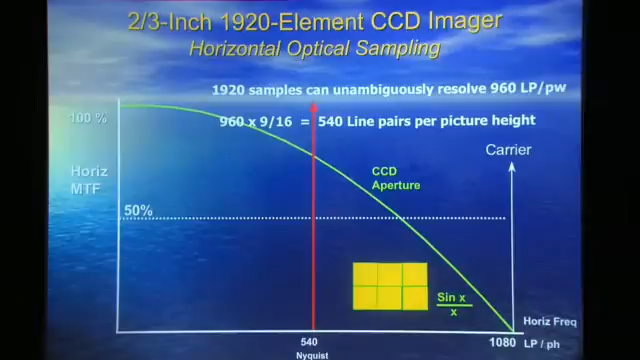 2/3-Inch 1920-Element CCD Imager
Horizontal Optical Sampling
1920 samples can unambiguously resolve 960 LP/pw
100 %
960 x 9/16 = 540 Line pairs per picture height
Carrier
Horiz
MTF
CCD
Aperture
50%
Sin x
x
Horiz Freq
540
1080
LP / ph
Nyquist